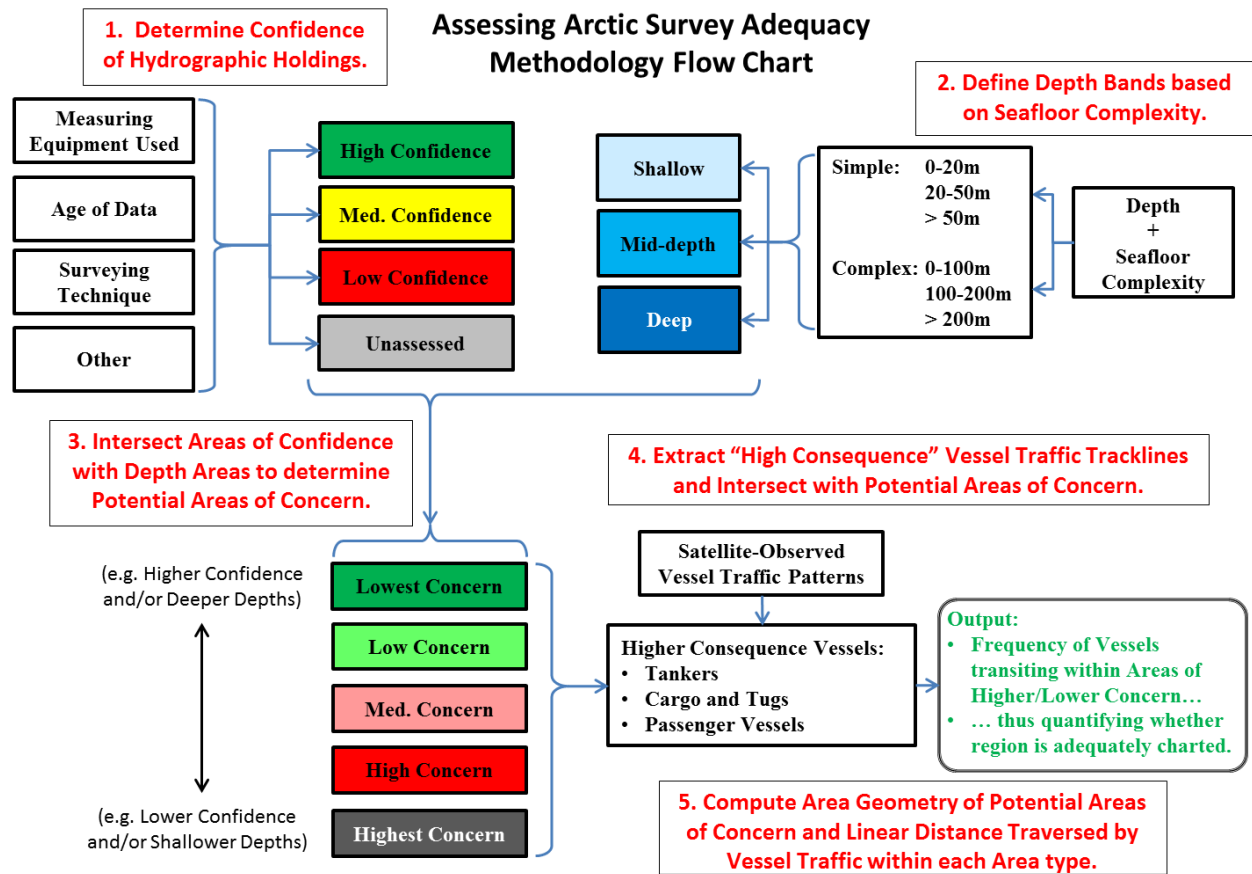 Assessing Arctic Survey Adequacy
Methodology Flow Chart
1. Determine Confidence
of Hydrographic Holdings.
Measuring
Equipment Used
Age of Data
Surveying
Technique
Other
High Confidence
Med. Confidence
Low Confidence
Unassessed
2. Define Depth Bands based
on Seafloor Complexity.
Shallow
Mid-depth
Deep
Simple: 0-20m
20-50m
> 50m
Complex: 0-100m
100-200m
> 200m
Depth
+
Seafloor
Complexity
3. Intersect Areas of Confidence
with Depth Areas to determine
Potential Areas of Concern.
(e.g. Higher Confidence
and/or Deeper Depths)
(e.g. Lower Confidence
and/or Shallower Depths)
Lowest Concern
Low Concern
Med. Concern
High Concern
Highest Concern
4. Extract “High Consequence” Vessel Traffic Tracklines
and Intersect with Potential Areas of Concern.
Satellite-Observed
Vessel Traffic Patterns
Higher Consequence Vessels:
• Tankers
• Cargo and Tugs
• Passenger Vessels
Output:
• Frequency of Vessels
transiting within Areas of
Higher/Lower Concern…
• … thus quantifying whether
region is adequately charted.
5. Compute Area Geometry of Potential Areas
of Concern and Linear Distance Traversed by
Vessel Traffic within each Area type.